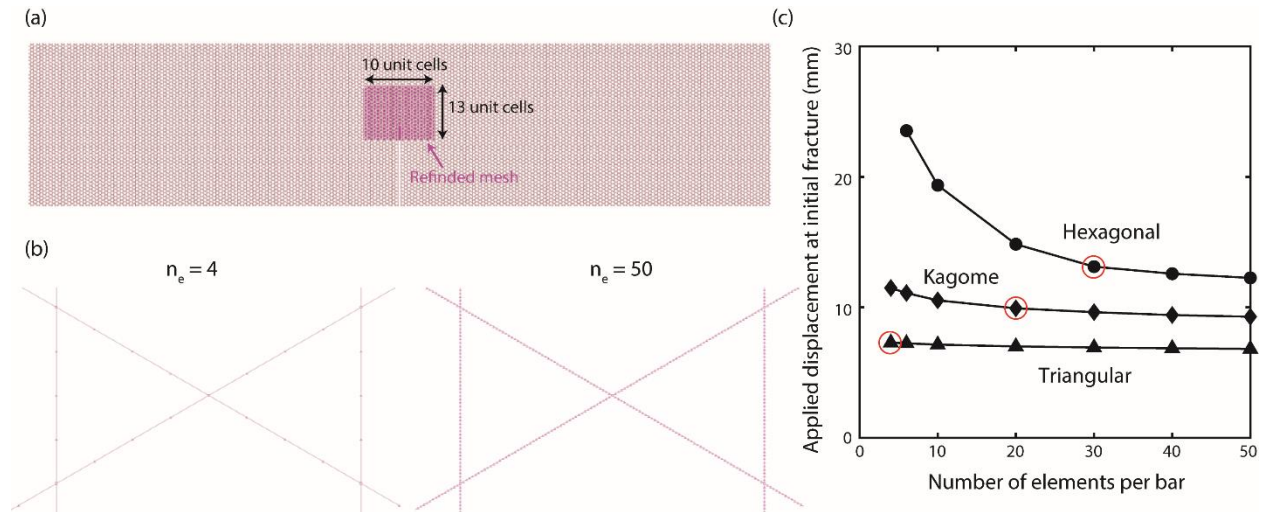 (a)
10 unit cells
13 unit cells
Refinded mesh
(b)
n_e = 4
n_e = 50
(c)
Applied displacement at initial fracture (mm)
30
20
10
0
Hexagonal
Kagome
Triangular
0 10 20 30 40 50
Number of elements per bar